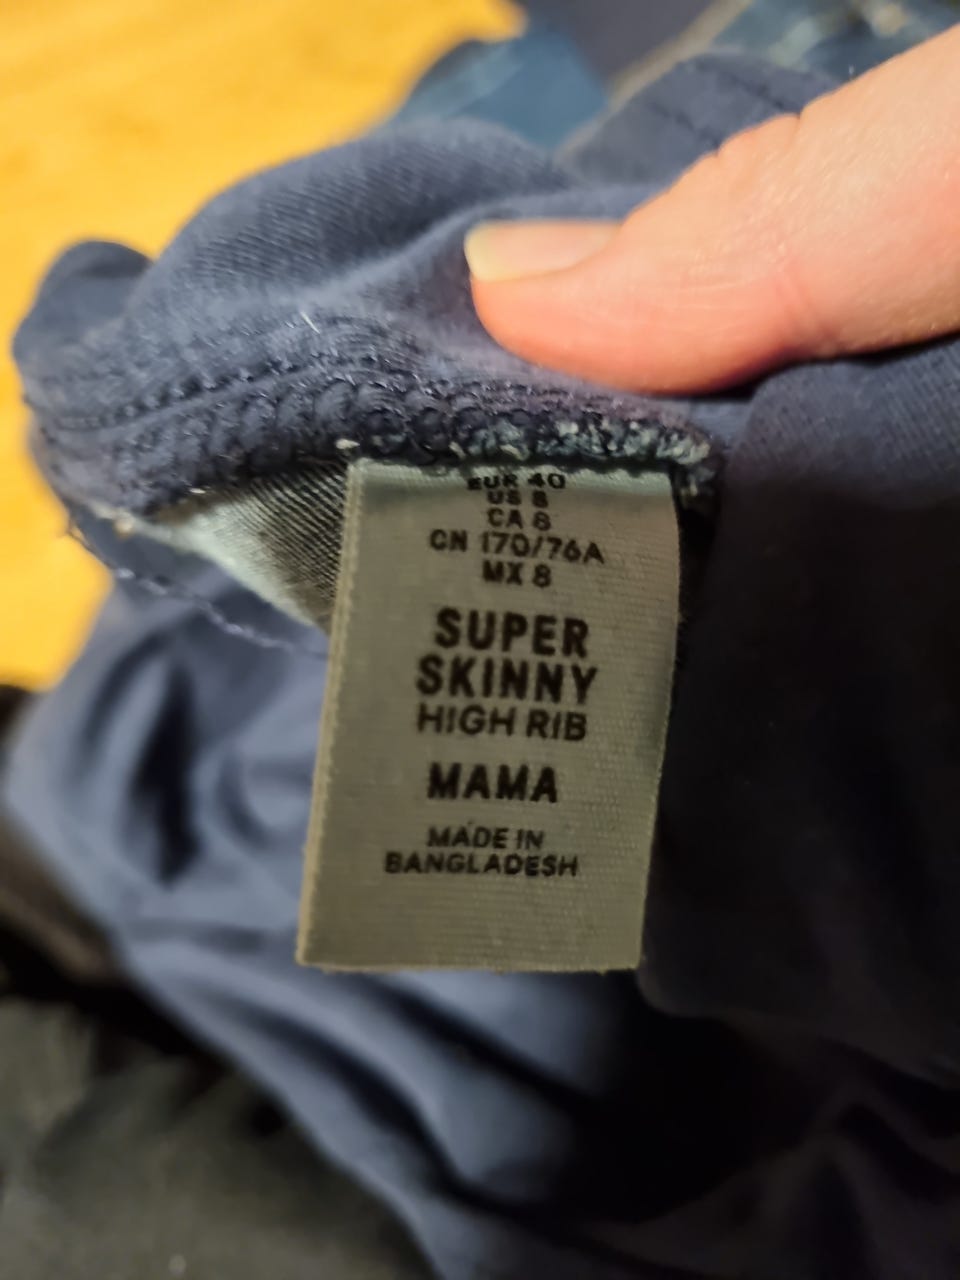 EUR 40
US 8
CA 8
CN 170/76A
MX 8
SUPER
SKINNY
HIGH RIB
MAMA
MADE IN
BANGLADESH